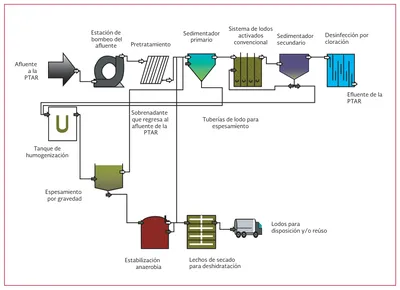 Estación de
bombeo del
afluente
Pretratamiento
Sedimentador
primario
Sistema de lodos
activados
convencional
Sedimentador
secundario
Desinfección por
cloración
Afluente
a la
PTAR
Efluente de la
PTAR
Sobrenadante
que regresa al
afluente de la
PTAR
Tuberías de lodo para
espesamiento
Tanque de
homogenización
Espesamiento
por gravedad
Lodos para
disposición y/o reúso
Estabilización
anaerobia
Lechos de secado
para deshidratación